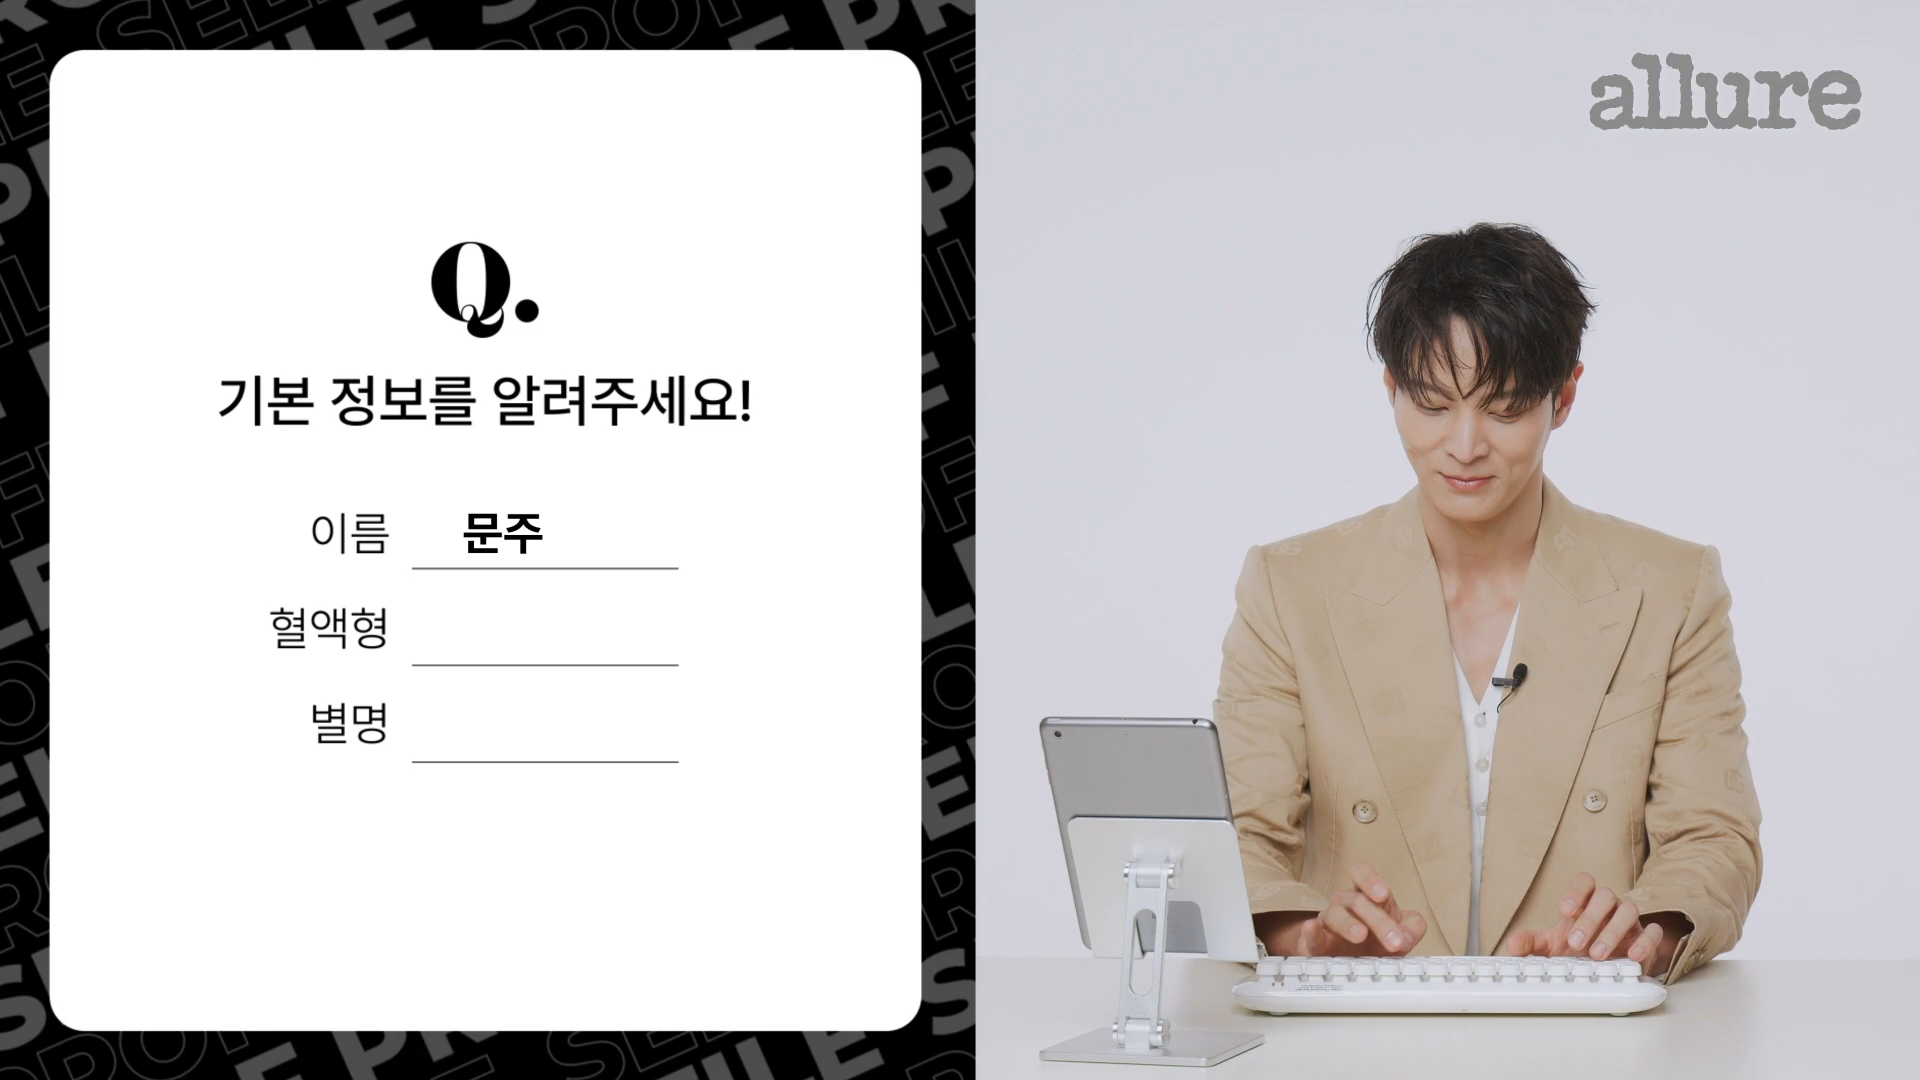 allure
Q.
기본 정보를 알려주세요!
이름 문주
혈액형
별명